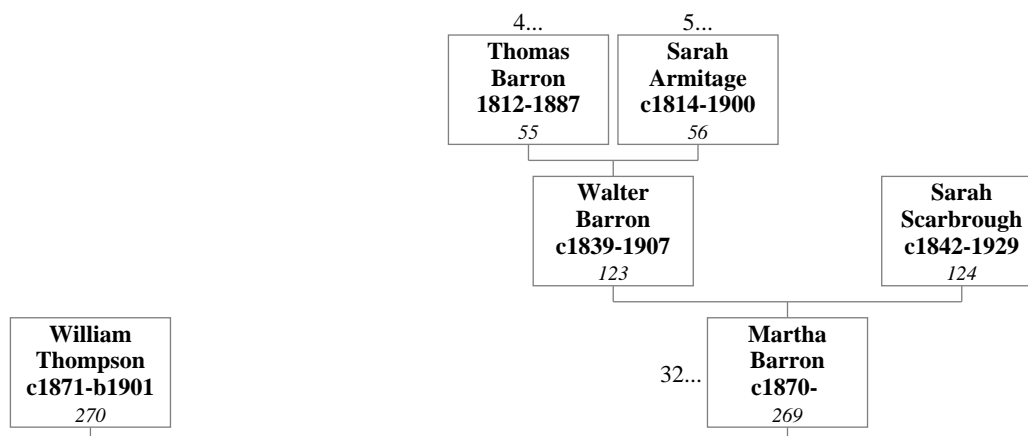 4...
5...
Thomas
Barron
1812-1887
55
Sarah
Armitage
c1814-1900
56
Walter
Barron
c1839-1907
123
Sarah
Scarbrough
c1842-1929
124
William
Thompson
c1871-b1901
270
32...
Martha
Barron
c1870-
269